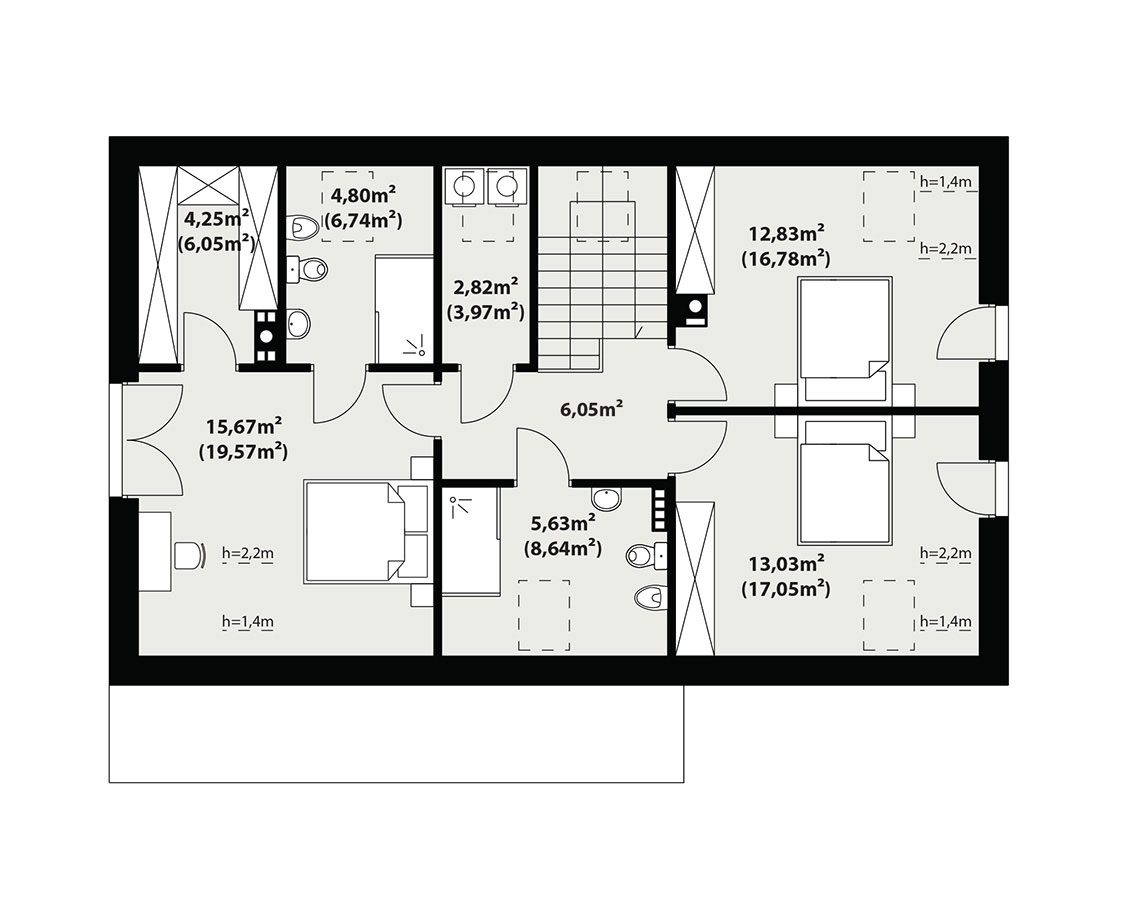 4,25m²
(6,05m²)
4,80m²
(6,74m²)
2,82m²
(3,97m²)
12,83m²
(16,78m²)
h=1,4m
h=2,2m
15,67m²
(19,57m²)
6,05m²
5,63m²
(8,64m²)
13,03m²
(17,05m²)
h=2,2m
h=1,4m
h=2,2m
h=1,4m